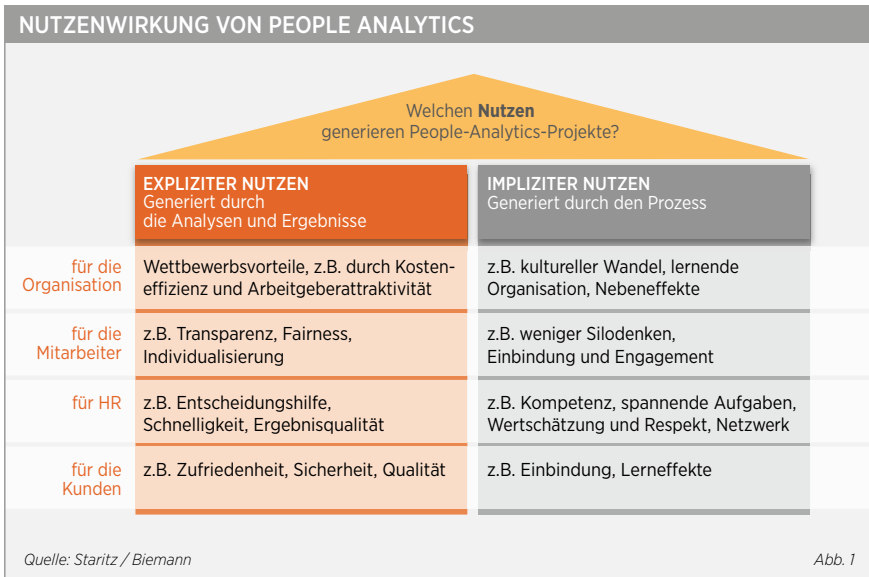 NUTZENWIRKUNG VON PEOPLE ANALYTICS
Welchen Nutzen
generieren People-Analytics-Projekte?
EXPLIZITER NUTZEN
Generiert durch
die Analysen und Ergebnisse
IMPLIZITER NUTZEN
Generiert durch den Prozess
für die
Organisation
Wettbewerbsvorteile, z.B. durch Kosten-
effizienz und Arbeitgeberattraktivität
z.B. kultureller Wandel, lernende
Organisation, Nebeneffekte
für die
Mitarbeiter
z.B. Transparenz, Fairness,
Individualisierung
z.B. weniger Silodenken,
Einbindung und Engagement
für HR
z.B. Entscheidungshilfe,
Schnelligkeit, Ergebnisqualität
z.B. Kompetenz, spannende Aufgaben,
Wertschätzung und Respekt, Netzwerk
für die
Kunden
z.B. Zufriedenheit, Sicherheit, Qualität
z.B. Einbindung, Lerneffekte
Quelle: Staritz / Biemann
Abb. 1